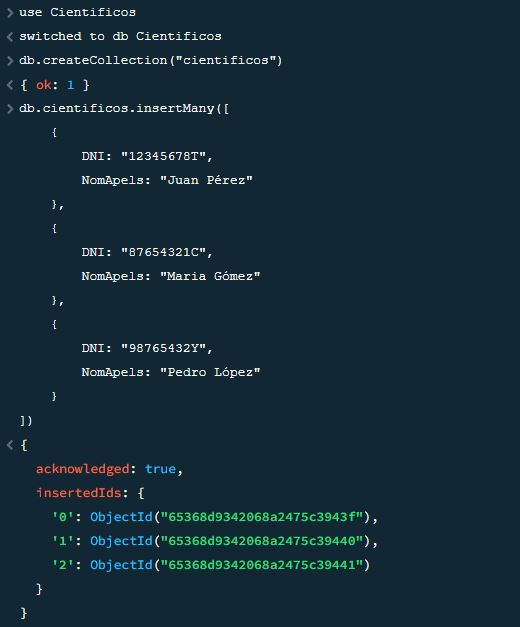 > use Cientificos
< switched to db Cientificos
> db.createCollection("cientificos")
< { ok: 1 }
> db.cientificos.insertMany([
{
DNI: "12345678T",
NomApels: "Juan Pérez"
},
{
DNI: "87654321C",
NomApels: "Maria Gómez"
},
{
DNI: "98765432Y",
NomApels: "Pedro López"
}
])
< {
acknowledged: true,
insertedIds: {
'0': ObjectId("65368d9342068a2475c3943f"),
'1': ObjectId("65368d9342068a2475c39440"),
'2': ObjectId("65368d9342068a2475c39441")
}
}